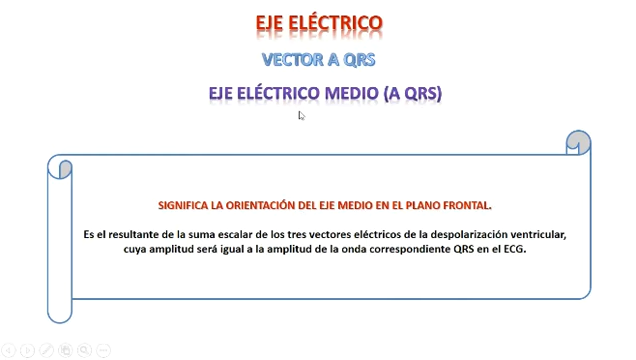 EJE ELÉCTRICO
VECTOR A QRS
EJE ELÉCTRICO MEDIO (A QRS)
SIGNIFICA LA ORIENTACIÓN DEL EJE MEDIO EN EL PLANO FRONTAL.
Es el resultante de la suma escalar de los tres vectores eléctricos de la despolarización ventricular,
cuya amplitud será igual a la amplitud de la onda correspondiente QRS en el ECG.